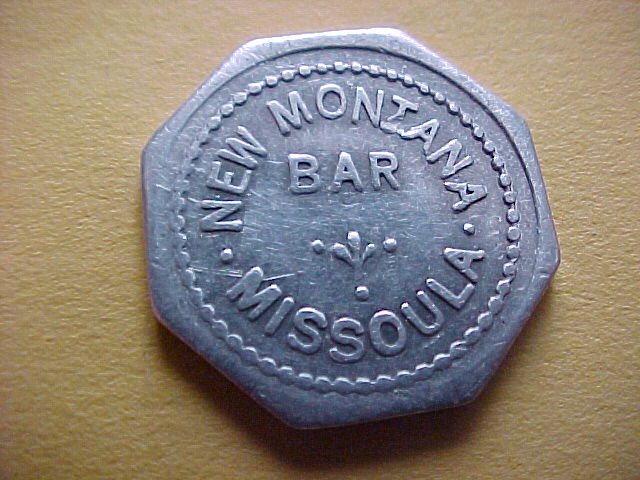 NEW MONTANA
BAR
· MISSOULA ·